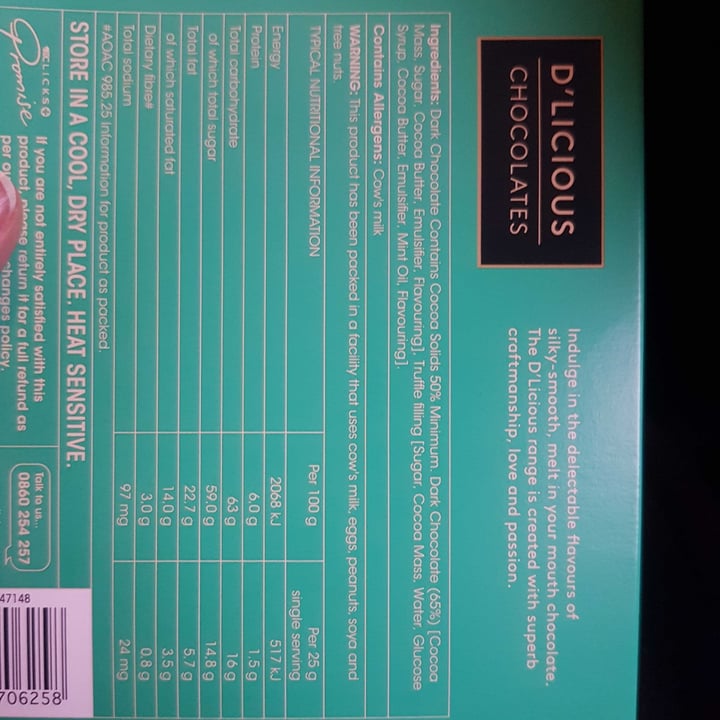 D'LICIOUS
CHOCOLATES
Indulge in the delectable flavours of
silky-smooth, melt in your mouth chocolate.
The D'Licious range is created with superb
craftmanship, love and passion.
Ingredients: Dark Chocolate Contains Cocoa Solids 50% Minimum. Dark Chocolate (65%) [Cocoa
Mass, Sugar, Cocoa Butter, Emulsifier, Flavouring], Truffle filling [Sugar, Cocoa Mass, Water, Glucose
Syrup, Cocoa Butter, Emulsifier, Mint Oil, Flavouring].
Contains Allergens: Cow's milk
WARNING: This product has been packed in a facility that uses cow's milk, eggs, peanuts, soya and
tree nuts.
TYPICAL NUTRITIONAL INFORMATION Per 100 g Per 25 g
single serving
Energy 2068 kJ 517 kJ
Protein 6,0 g 1,5 g
Total carbohydrate 63 g 16 g
of which total sugar 59,0 g 14,8 g
Total fat 22,7 g 5,7 g
of which saturated fat 14,0 g 3,5 g
Dietary fibre# 3,0 g 0,8 g
Total sodium 97 mg 24 mg
#AOAC 985.25 Information for product as packed.
STORE IN A COOL, DRY PLACE. HEAT SENSITIVE.
CLICKS
Promise
If you are not entirely satisfied with this
product, please return it for a full refund as
per changes policy.
Talk to us...
0860 254 257
47148
706258